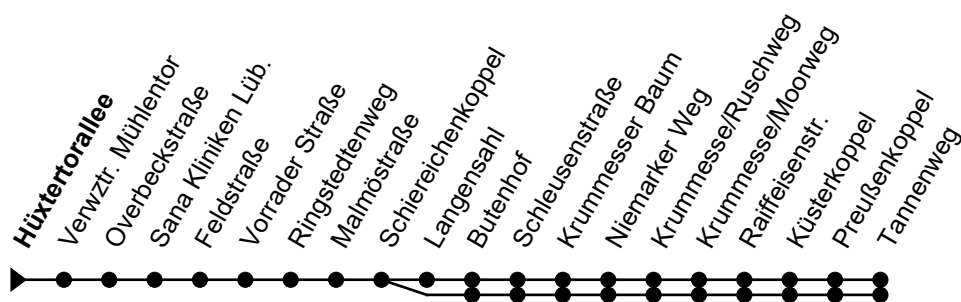 Hüxtertorallee
Verwztr. Mühlentor
Overbeckstraße
Sana Kliniken Lüb.
Feldstraße
Vorrader Straße
Ringstedtenweg
Malmöstraße
Schiereichenkoppel
Langensahl
Butenhof
Schleusenstraße
Krummesser Baum
Niemarker Weg
Krummesse/Ruschweg
Krummesse/Moorweg
Raiffeisenstr.
Küsterkoppel
Preußenkoppel
Tannenweg